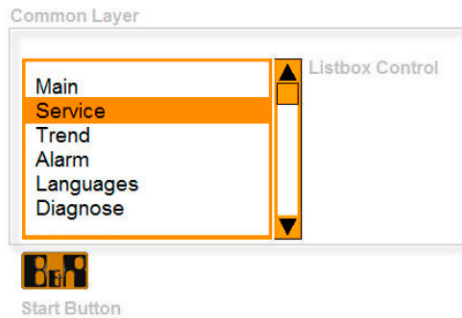 Common Layer
Listbox Control
Main
Service
Trend
Alarm
Languages
Diagnose
B&R
Start Button